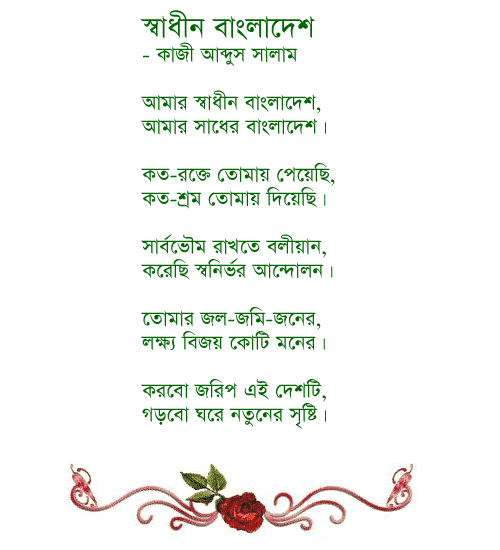 স্বাধীন বাংলাদেশ
- কাজী আব্দুস সালাম
আমার স্বাধীন বাংলাদেশ,
আমার সাধের বাংলাদেশ।
কত-রক্তে তোমায় পেয়েছি,
কত-শ্রম তোমায় দিয়েছি।
সার্বভৌম রাখতে বলীয়ান,
করেছি স্বনির্ভর আন্দোলন।
তোমার জল-জমি-জনের,
লক্ষ্য বিজয় কোটি মনের।
করবো জরিপ এই দেশটি,
গড়বো ঘরে নতুনের সৃষ্টি।